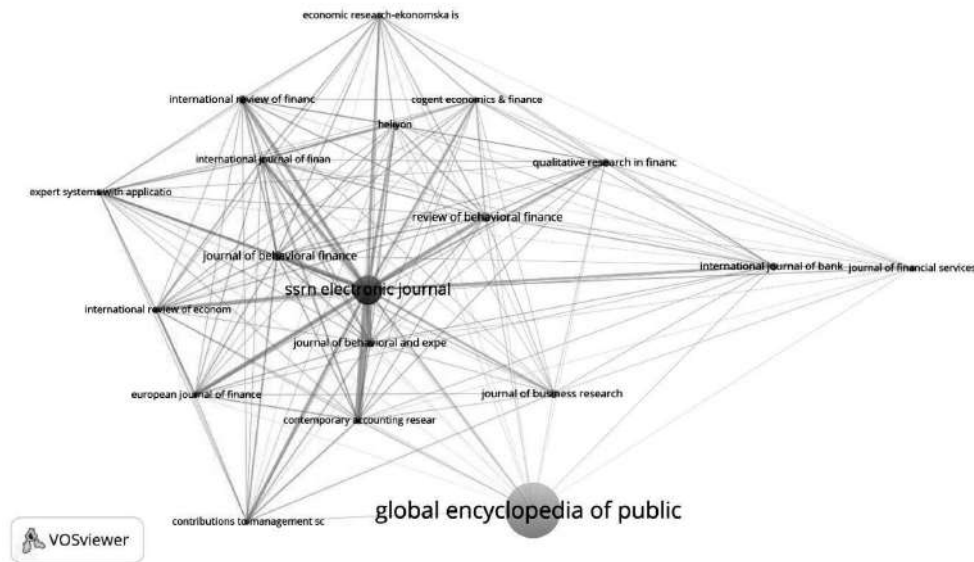 economic research-ekonomska is
international review of financ
cogent economics & finance
heliyon
international journal of finan
qualitative research in financ
expert systems with applicatio
review of behavioral finance
journal of behavioral finance
international journal of bank
journal of financial services
ssrn electronic journal
international review of econom
journal of behavioral and expe
european journal of finance
journal of business research
contemporary accounting resear
global encyclopedia of public
contributions to management sc
VOSviewer